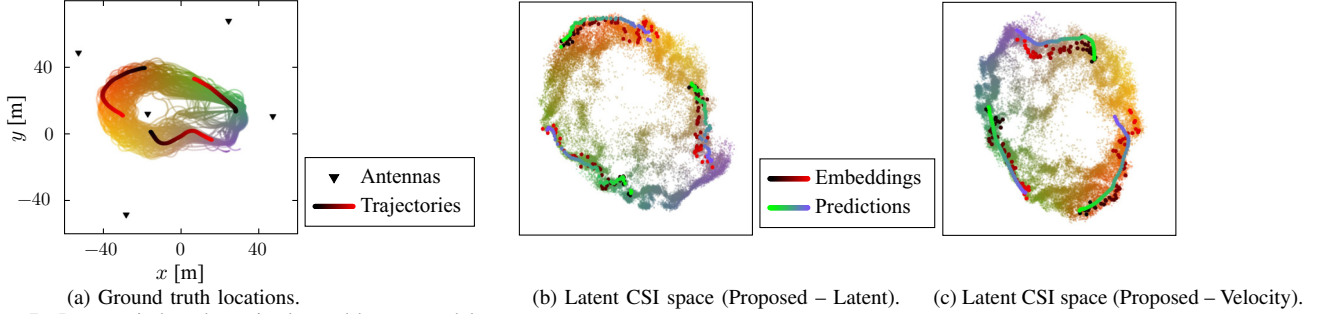 40
0
−40
y [m]
−40
0
40
x [m]
Antennas
Trajectories
Embeddings
Predictions
(a) Ground truth locations.
(b) Latent CSI space (Proposed – Latent).
(c) Latent CSI space (Proposed – Velocity).